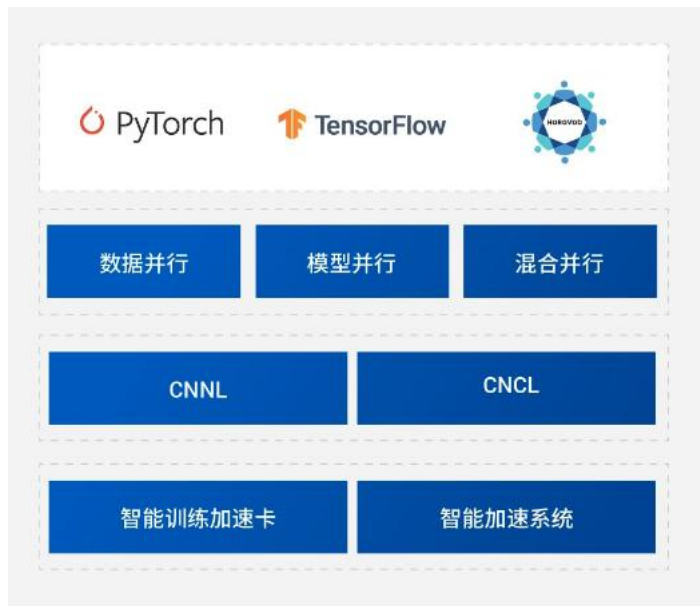 PyTorch
TensorFlow
HOROVOD
数据并行
模型并行
混合并行
CNNL
CNCL
智能训练加速卡
智能加速系统